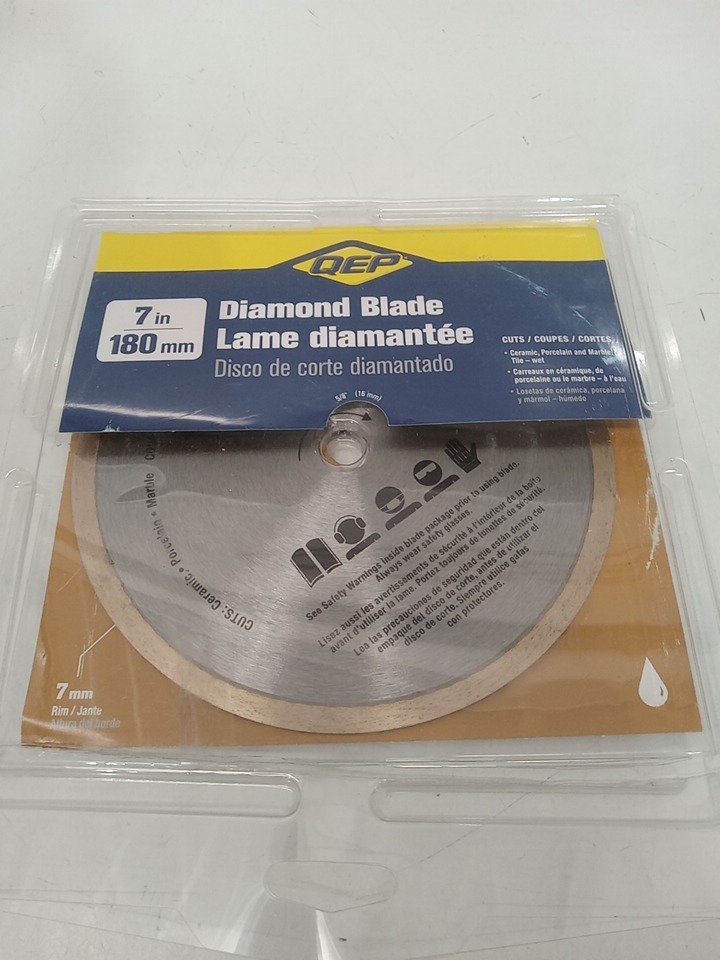 QEP
7 in
180 mm
Diamond Blade
Lame diamantée
Disco de corte diamantado
CUTS / COUPES / CORTES
• Ceramic, Porcelain and Marble
Tile – wet
• Carreaux en céramique, de
porcelaine ou le marbre – à l'eau
• Losetas de cerámica, porcelana
y mármol – húmedo
5/8" (16 mm)
CUTS: Ceramic • Porcelain • Marble
See Safety Warnings inside blade package prior to using blade.
Always wear safety glasses.
Lisez aussi les avertissements de sécurité à l'intérieur de la boîte
avant d'utiliser la lame. Portez toujours de lunettes de sécurité.
Lea las precauciones de seguridad que están dentro del
empaque del disco de corte, antes de utilizar el
disco de corte. Siempre utilice gafas
con protectores.
7 mm
Rim / Jante
Altura del borde